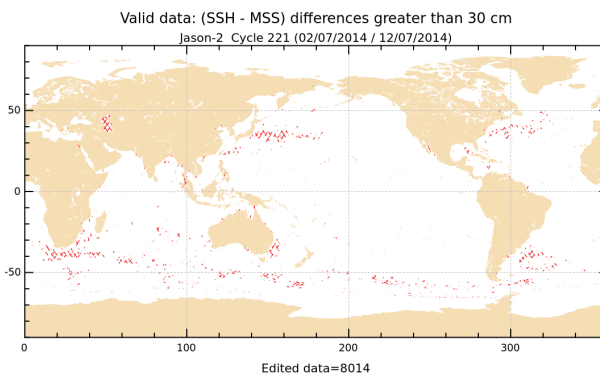 Valid data: (SSH - MSS) differences greater than 30 cm
Jason-2 Cycle 221 (02/07/2014 / 12/07/2014)
50
0
-50
0 100 200 300
Edited data=8014